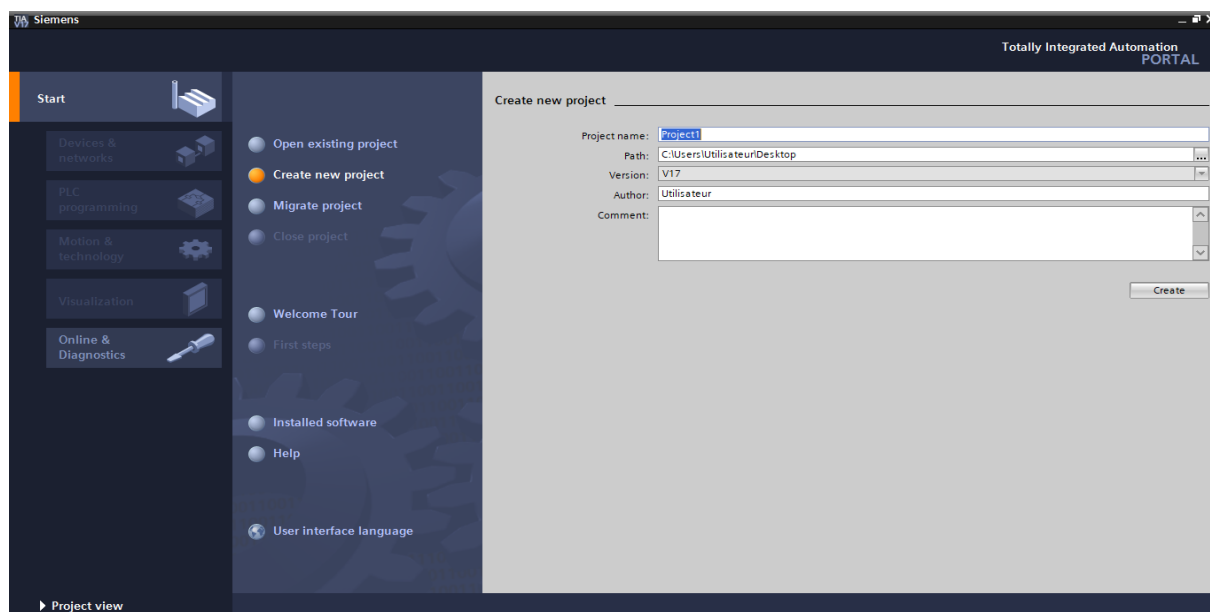 Siemens
Totally Integrated Automation
PORTAL
Start
Devices &
networks
PLC
programming
Motion &
technology
Visualization
Online &
Diagnostics
Open existing project
Create new project
Migrate project
Close project
Welcome Tour
First steps
Installed software
Help
User interface language
Create new project
Project name: Project1
Path: C:\Users\Utilisateur\Desktop ...
Version: V17
Author: Utilisateur
Comment:
Create
Project view